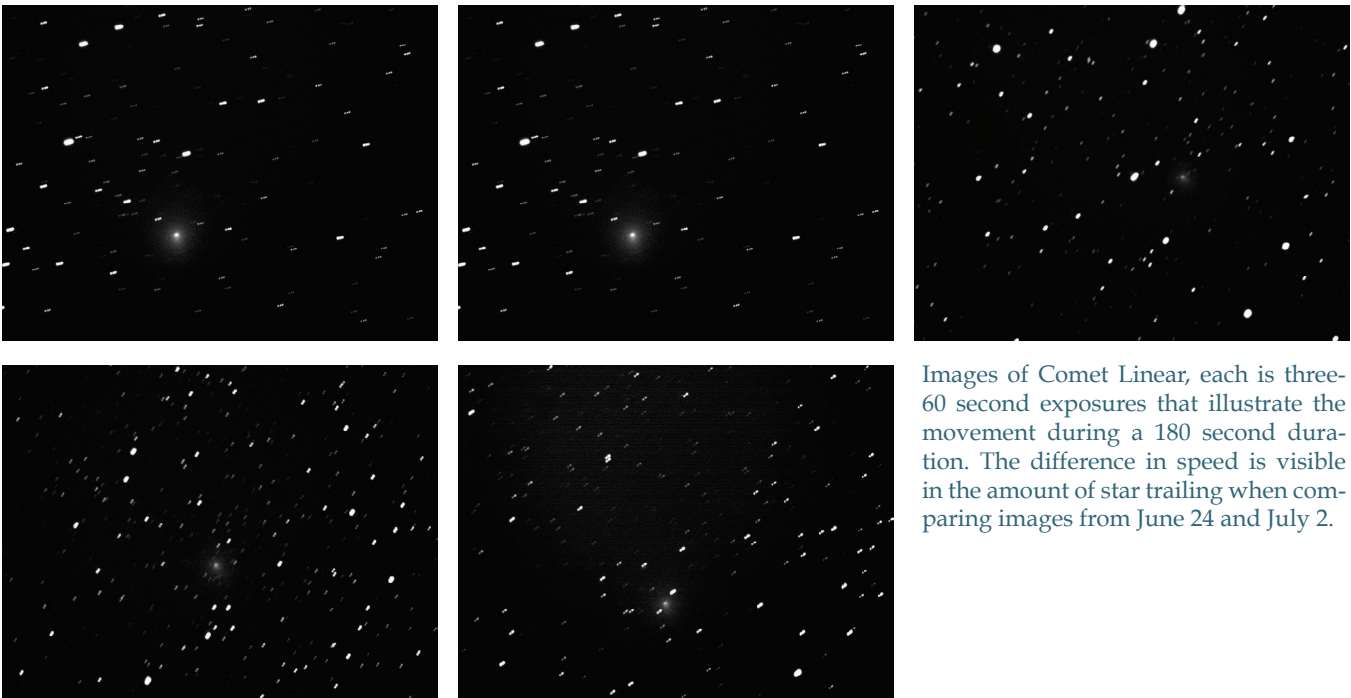 Images of Comet Linear, each is three-
60 second exposures that illustrate the
movement during a 180 second dura-
tion. The difference in speed is visible
in the amount of star trailing when com-
paring images from June 24 and July 2.